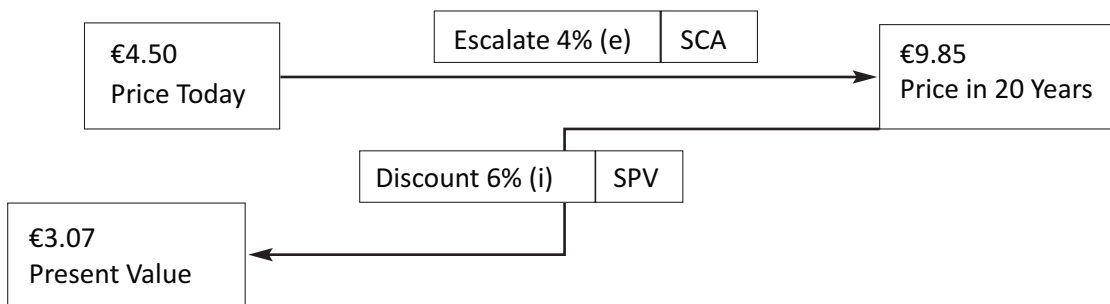 Escalate 4% (e) SCA
€4.50
Price Today
€9.85
Price in 20 Years
Discount 6% (i) SPV
€3.07
Present Value